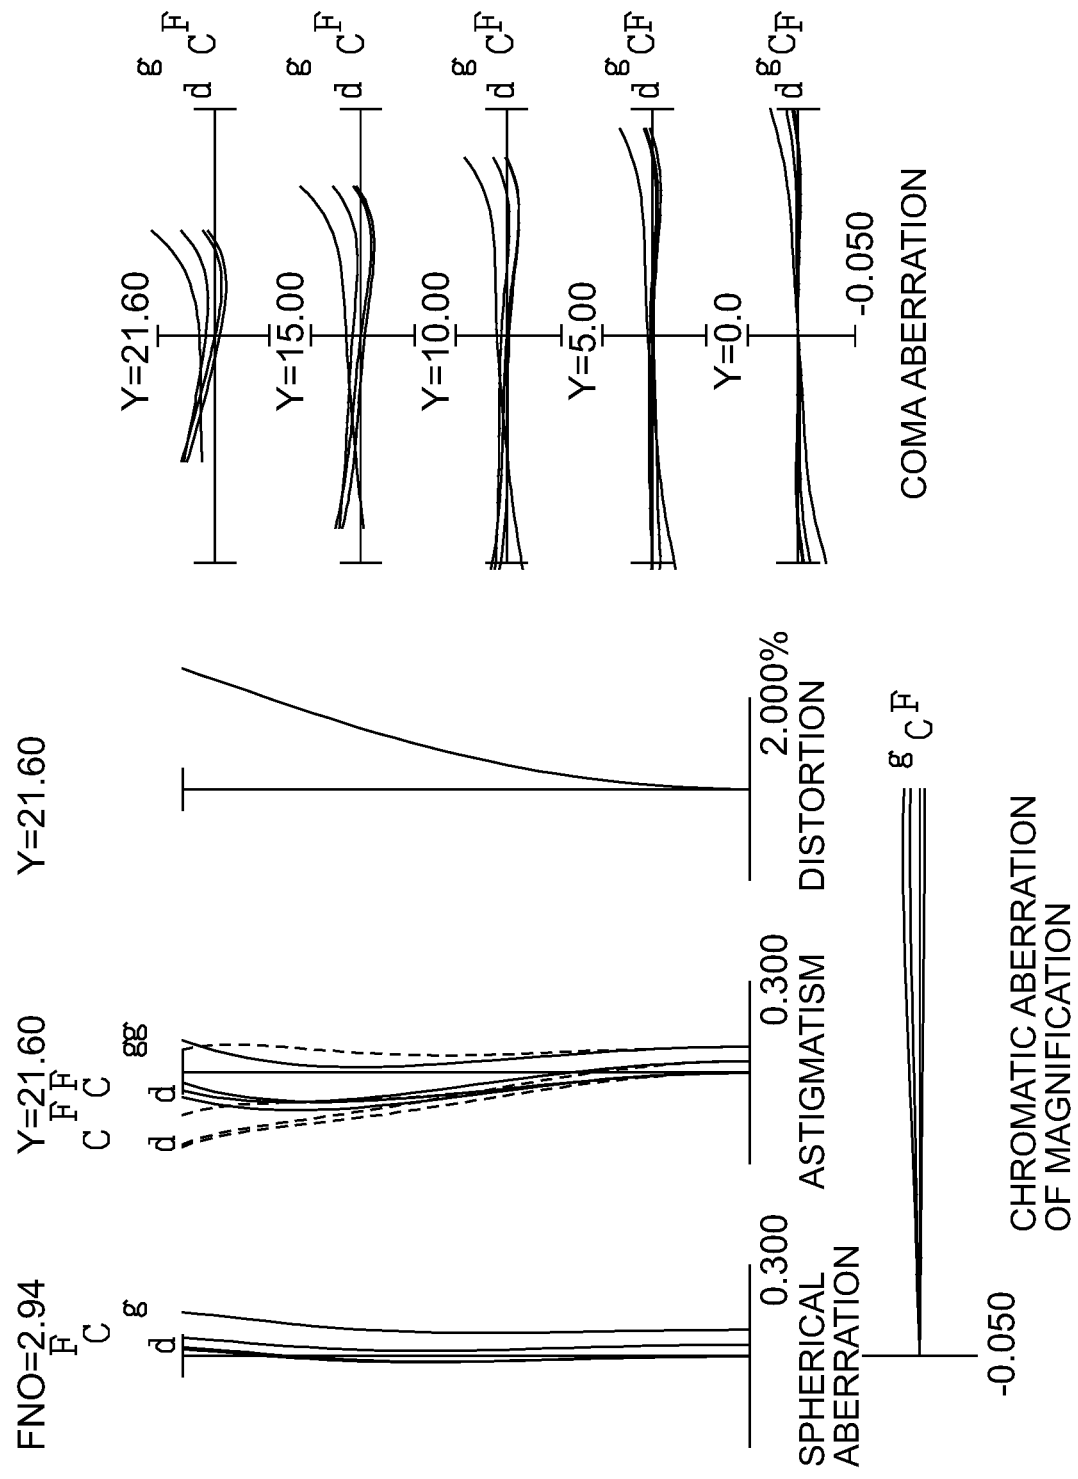 FNO=2.94
F
C
g
d
0.300
SPHERICAL
ABERRATION
Y=21.60
F
F
C
C
gg
d
d
0.300
ASTIGMATISM
Y=21.60
2.000%
DISTORTION
Y=21.60
g
d
C
F
Y=15.00
g
d
C
F
Y=10.00
g
d
C
F
Y=5.00
g
d
C
F
Y=0.0
g
d
C
F
-0.050
COMA ABERRATION
g
C
F
-0.050
CHROMATIC ABERRATION
OF MAGNIFICATION